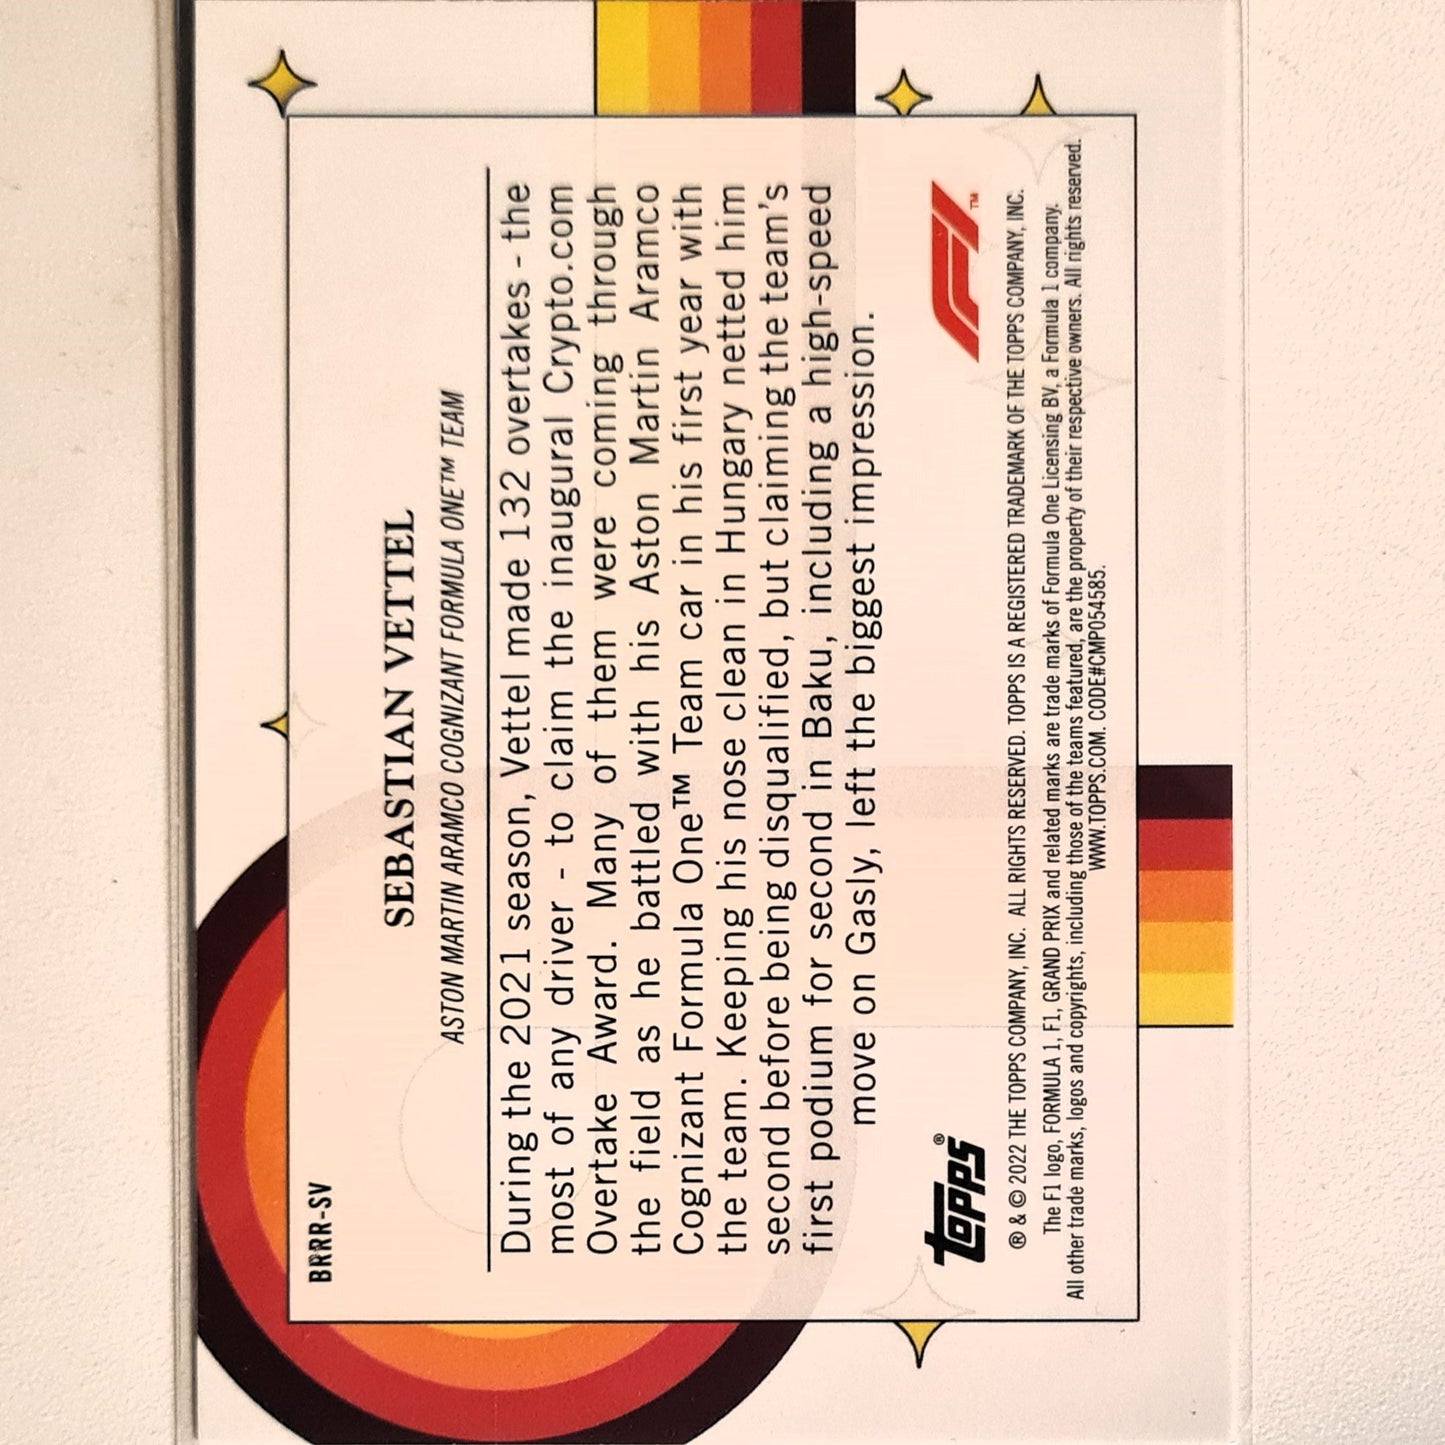 BRRR-SV
SEBASTIAN VETTEL
ASTON MARTIN ARAMCO COGNIZANT FORMULA ONE™ TEAM
During the 2021 season, Vettel made 132 overtakes - the
most of any driver - to claim the inaugural Crypto.com
Overtake Award. Many of them were coming through
the field as he battled with his Aston Martin Aramco
Cognizant Formula One™ Team car in his first year with
the team. Keeping his nose clean in Hungary netted him
second before being disqualified, but claiming the team's
first podium for second in Baku, including a high-speed
move on Gasly, left the biggest impression.
topps®
F1™
® & © 2022 THE TOPPS COMPANY, INC. ALL RIGHTS RESERVED. TOPPS IS A REGISTERED TRADEMARK OF THE TOPPS COMPANY, INC.
The F1 logo, FORMULA 1, F1, GRAND PRIX and related marks are trade marks of Formula One Licensing BV, a Formula 1 company.
All other trade marks, logos and copyrights, including those of the teams featured, are the property of their respective owners. All rights reserved.
WWW.TOPPS.COM. CODE#CMP054585.